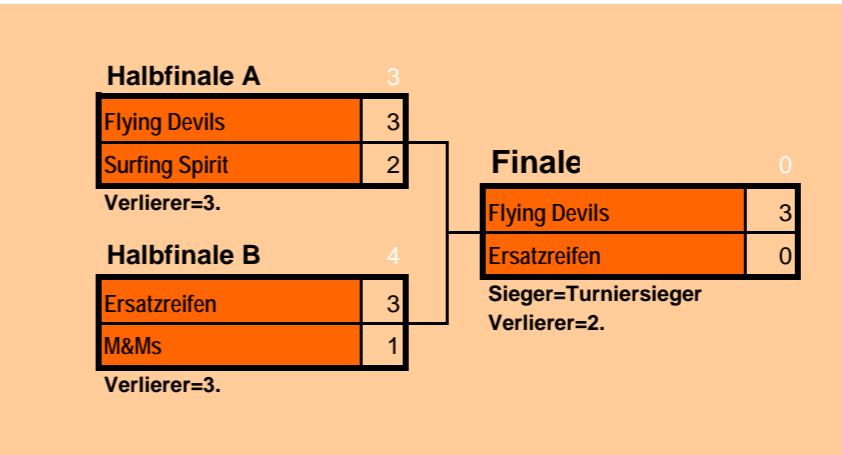 Halbfinale A 3
Flying Devils 3
Surfing Spirit 2
Verlierer=3.
Halbfinale B 4
Ersatzreifen 3
M&Ms 1
Verlierer=3.
Finale 0
Flying Devils 3
Ersatzreifen 0
Sieger=Turniersieger
Verlierer=2.